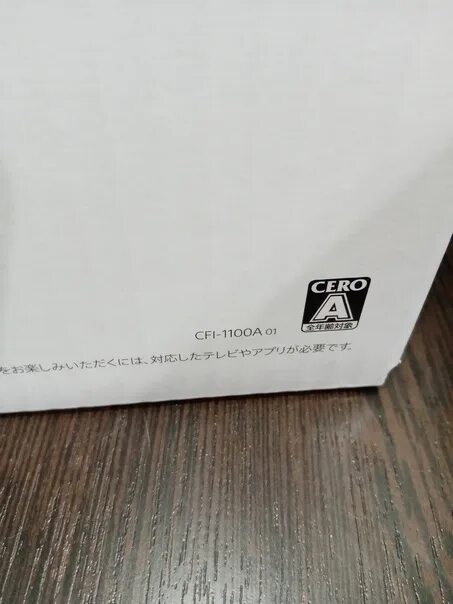 CERO
A
全年齢対象
CFI-1100A 01
をお楽しみいただくには、対応したテレビやアプリが必要です。